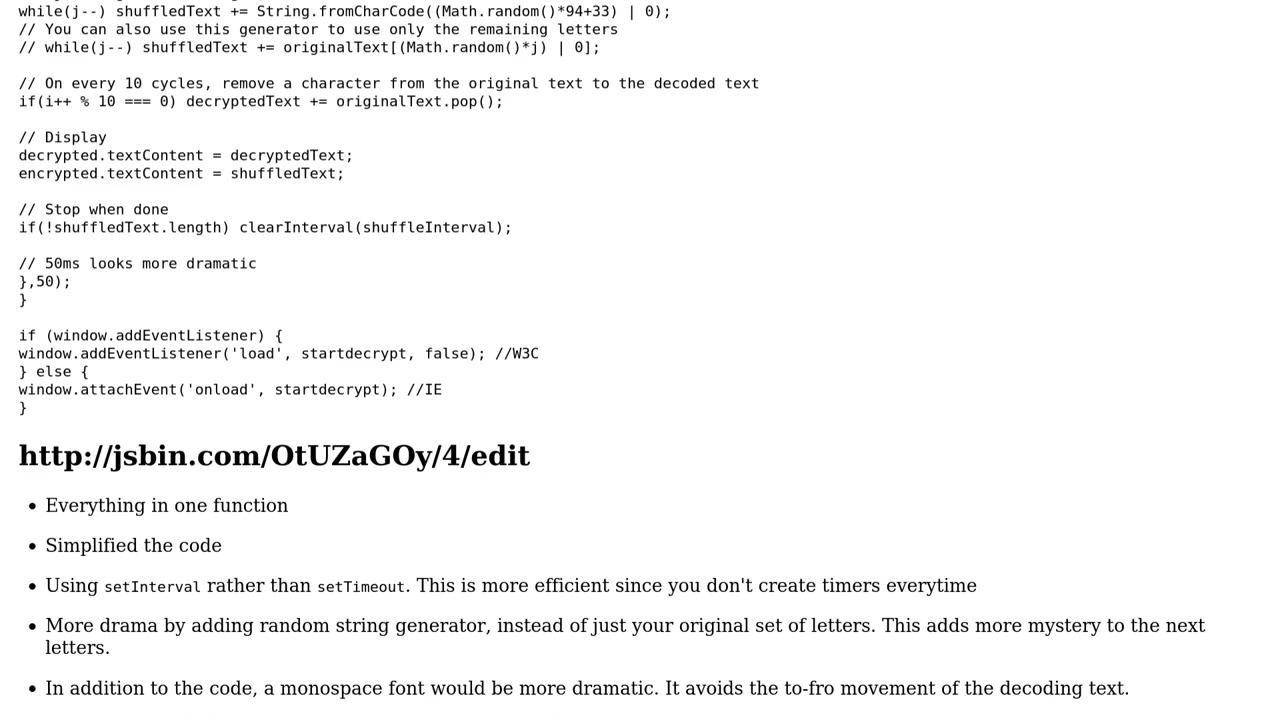 while(j--) shuffledText += String.fromCharCode((Math.random()*94+33) | 0);
// You can also use this generator to use only the remaining letters
// while(j--) shuffledText += originalText[(Math.random()*j) | 0];
// On every 10 cycles, remove a character from the original text to the decoded text
if(i++ % 10 === 0) decryptedText += originalText.pop();
// Display
decrypted.textContent = decryptedText;
encrypted.textContent = shuffledText;
// Stop when done
if(!shuffledText.length) clearInterval(shuffleInterval);
// 50ms looks more dramatic
},50);
}
if (window.addEventListener) {
window.addEventListener('load', startdecrypt, false); //W3C
} else {
window.attachEvent('onload', startdecrypt); //IE
}
http://jsbin.com/OtUZaGOy/4/edit
• Everything in one function
• Simplified the code
• Using setInterval rather than setTimeout. This is more efficient since you don't create timers everytime
• More drama by adding random string generator, instead of just your original set of letters. This adds more mystery to the next
letters.
• In addition to the code, a monospace font would be more dramatic. It avoids the to-fro movement of the decoding text.